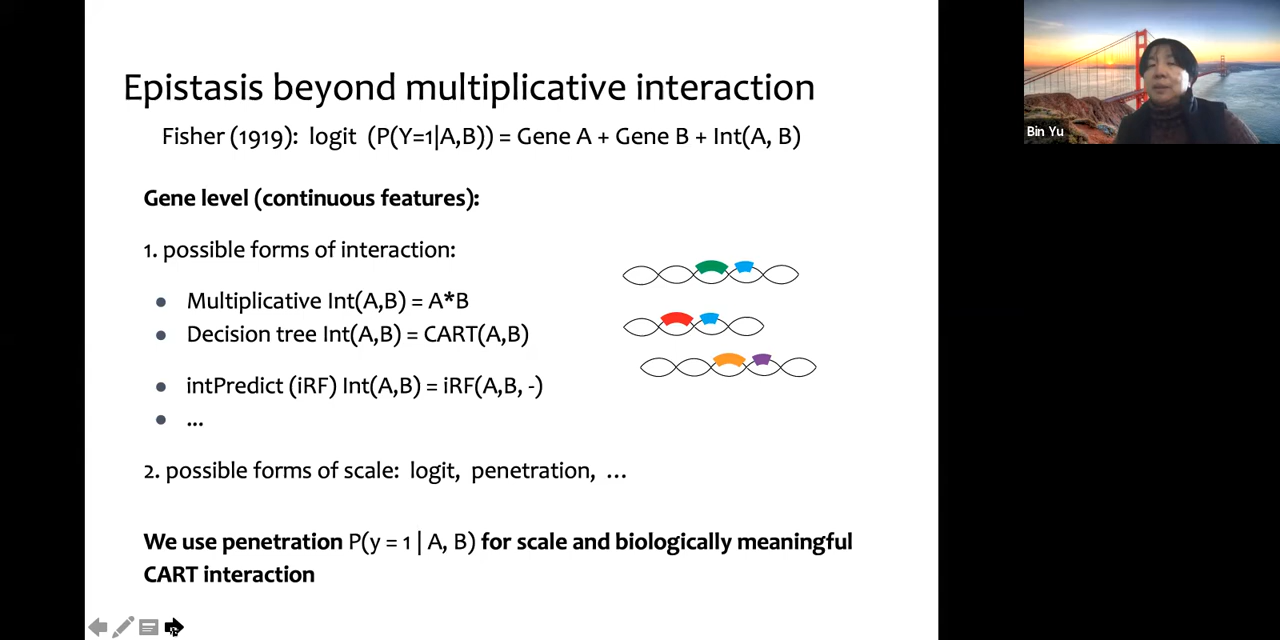 Epistasis beyond multiplicative interaction
Fisher (1919): logit (P(Y=1|A,B)) = Gene A + Gene B + Int(A, B)
Gene level (continuous features):
1. possible forms of interaction:
• Multiplicative Int(A,B) = A*B
• Decision tree Int(A,B) = CART(A,B)
• intPredict (iRF) Int(A,B) = iRF(A,B, -)
• ...
2. possible forms of scale: logit, penetration, ...
We use penetration P(y = 1 | A, B) for scale and biologically meaningful
CART interaction
Bin Yu